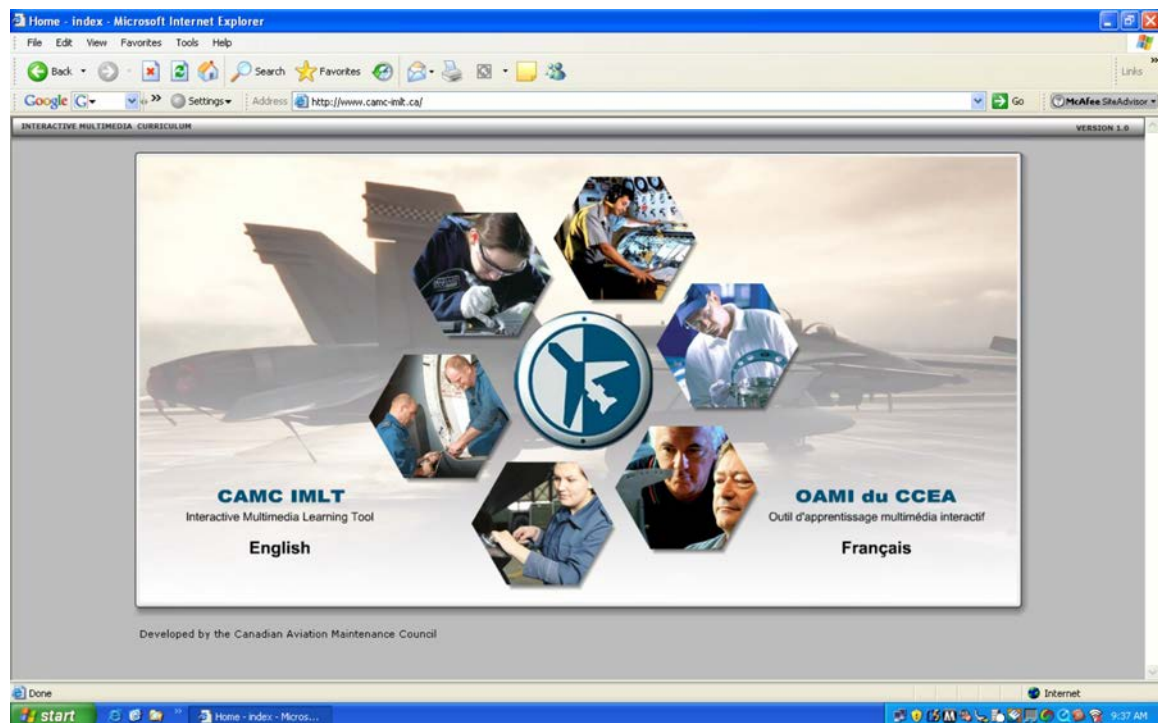 Home - index - Microsoft Internet Explorer
File Edit View Favorites Tools Help
Back Search Favorites Links
Google Settings Address http://www.camc-imlt.ca/ Go McAfee SiteAdvisor
INTERACTIVE MULTIMEDIA CURRICULUM VERSION 1.0
CAMC IMLT
Interactive Multimedia Learning Tool
English
OAMI du CCEA
Outil d'apprentissage multimédia interactif
Français
Developed by the Canadian Aviation Maintenance Council
Done Internet
start Home - index - Micros... 9:37 AM